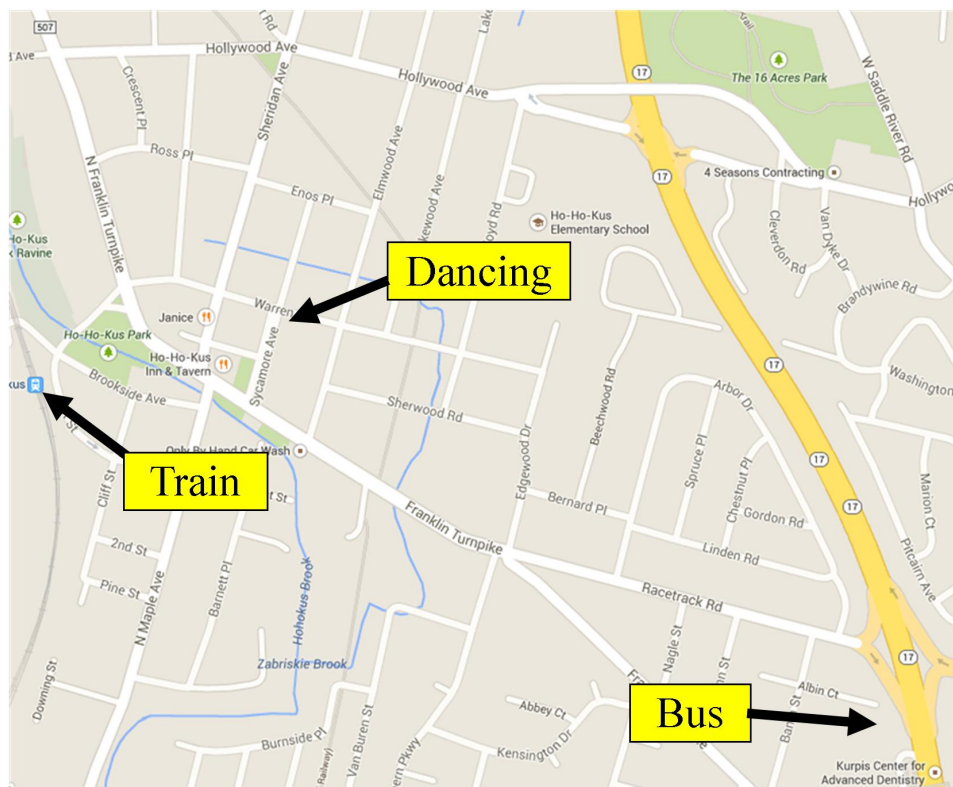 507
Hollywood Ave
Hollywood Ave
Crescent Pl
Sheridan Ave
Lake
17
The 16 Acres Park
W Saddle River Rd
N Franklin Turnpike
Ross Pl
Enos Pl
Elmwood Ave
17
4 Seasons Contracting
Ho-Ho-Kus
Elementary School
Cleverdon Rd
Van Dyke Dr
Brandywine Rd
Dancing
Janice
Warren
Ho-Ho-Kus Park
Ho-Ho-Kus
Inn & Tavern
Sycamore Ave
Brookside Ave
17
Washington
Sherwood Rd
Beechwood Rd
Arbor Dr
Spruce Pl
Chestnut Pl
Only By Hand Car Wash
Train
Cliff St
Edgewood Dr
17
Marion Ct
17
Bernard Pl
Gordon Rd
Franklin Turnpike
Linden Rd
Pitcairn Ave
2nd St
Pine St
Barnett Pl
N Maple Ave
Hohokus Brook
Racetrack Rd
Zabriskie Brook
Nagle St
17
Downing St
Albin Ct
Bus
Abbey Ct
Kensington Dr
Burnside Pl
Van Buren St
Railway)
Kurpis Center for
Advanced Dentistry